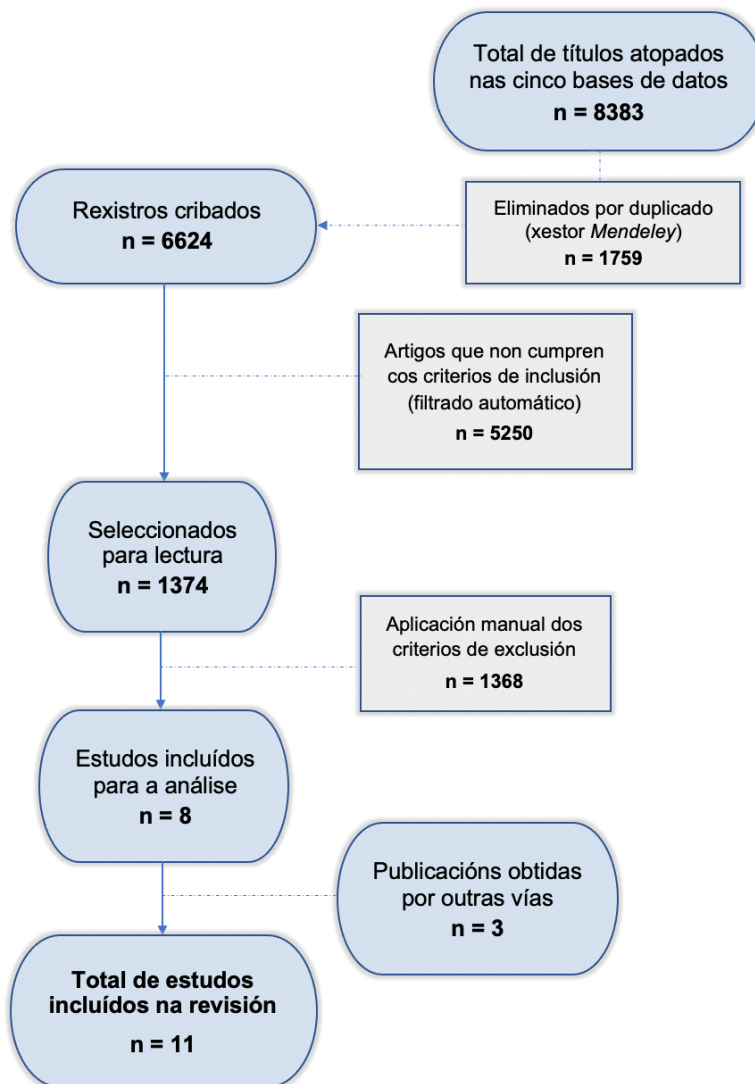 Total de títulos atopados
nas cinco bases de datos
n = 8383
Eliminados por duplicado
(xestor Mendeley)
n = 1759
Rexistros cribados
n = 6624
Artigos que non cumpren
cos criterios de inclusión
(filtrado automático)
n = 5250
Seleccionados
para lectura
n = 1374
Aplicación manual dos
criterios de exclusión
n = 1368
Estudos incluídos
para a análise
n = 8
Publicacións obtidas
por outras vías
n = 3
Total de estudos
incluídos na revisión
n = 11